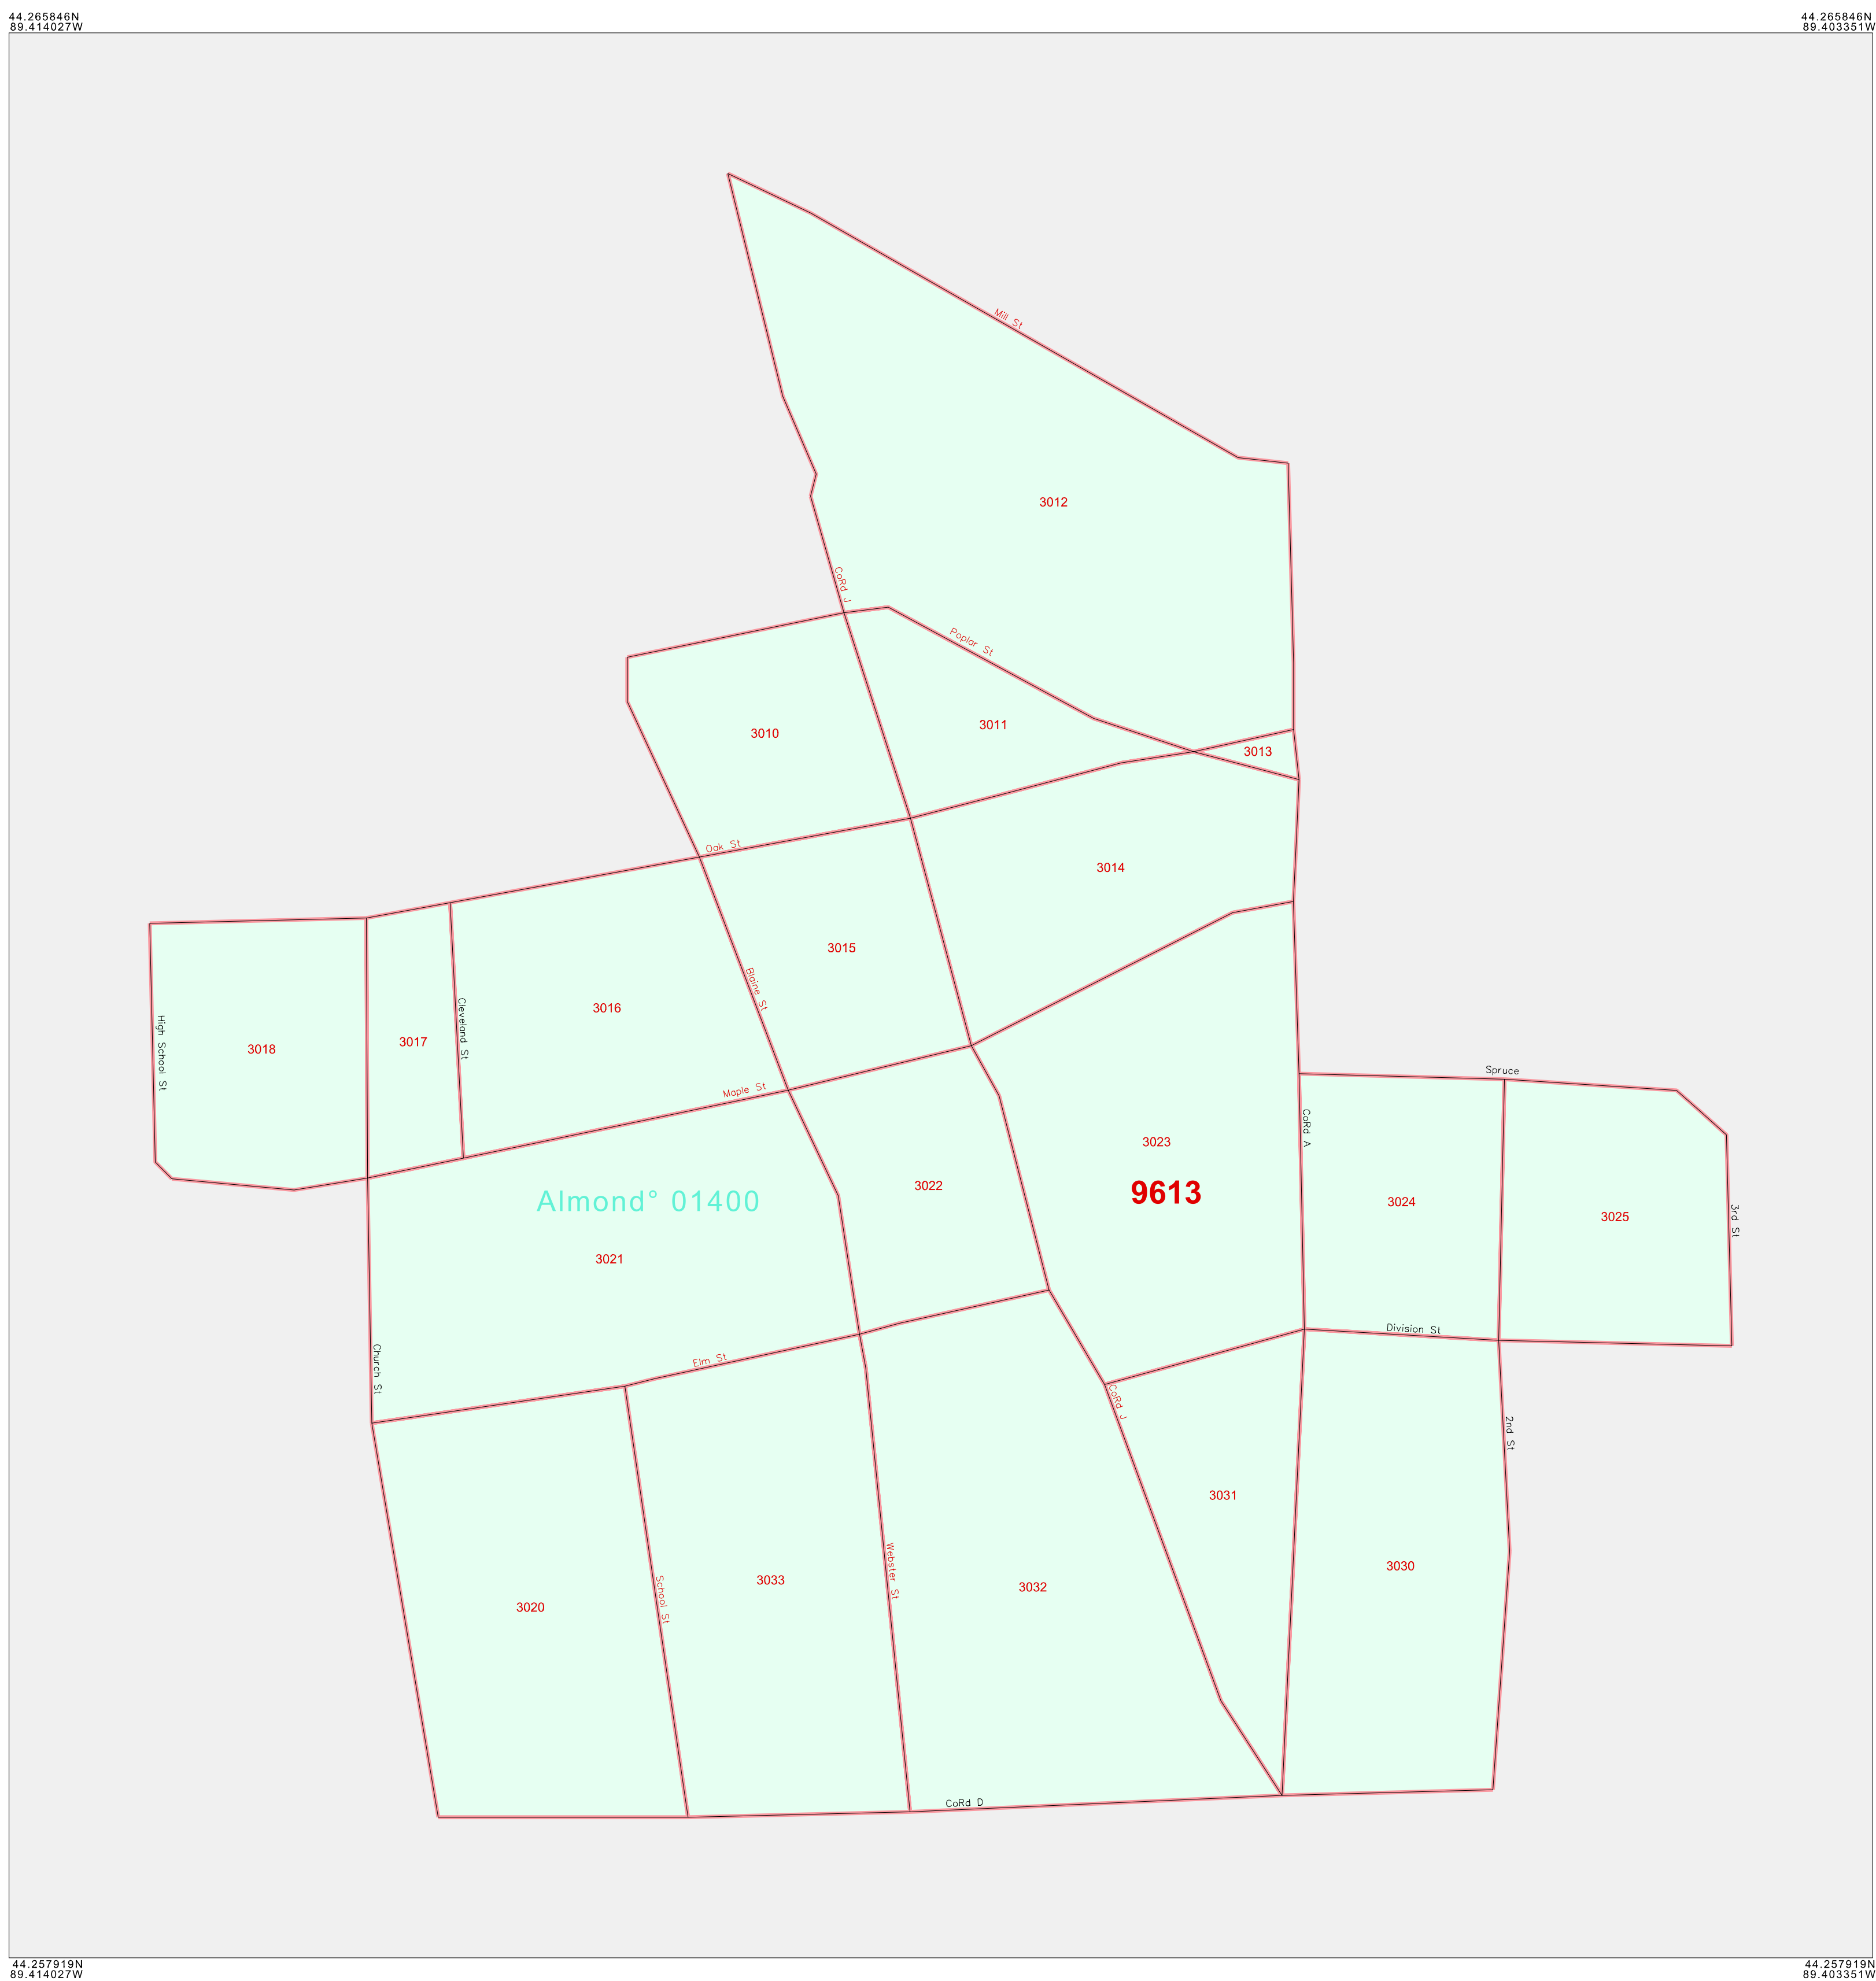 44.265846N
89.414027W
44.265846N
89.403351W
Mill St
3012
CoRd J
Poplar St
3010
3011
3013
Oak St
3014
3015
Blaine St
3016
Cleveland St
3017
3018
High School St
Maple St
Spruce
CoRd A
3023
9613
3022
Almond° 01400
3021
3024
3025
3rd St
Division St
Church St
Elm St
CoRd J
2nd St
3031
3030
Webster St
3032
3033
School St
3020
CoRd D
44.257919N
89.414027W
44.257919N
89.403351W